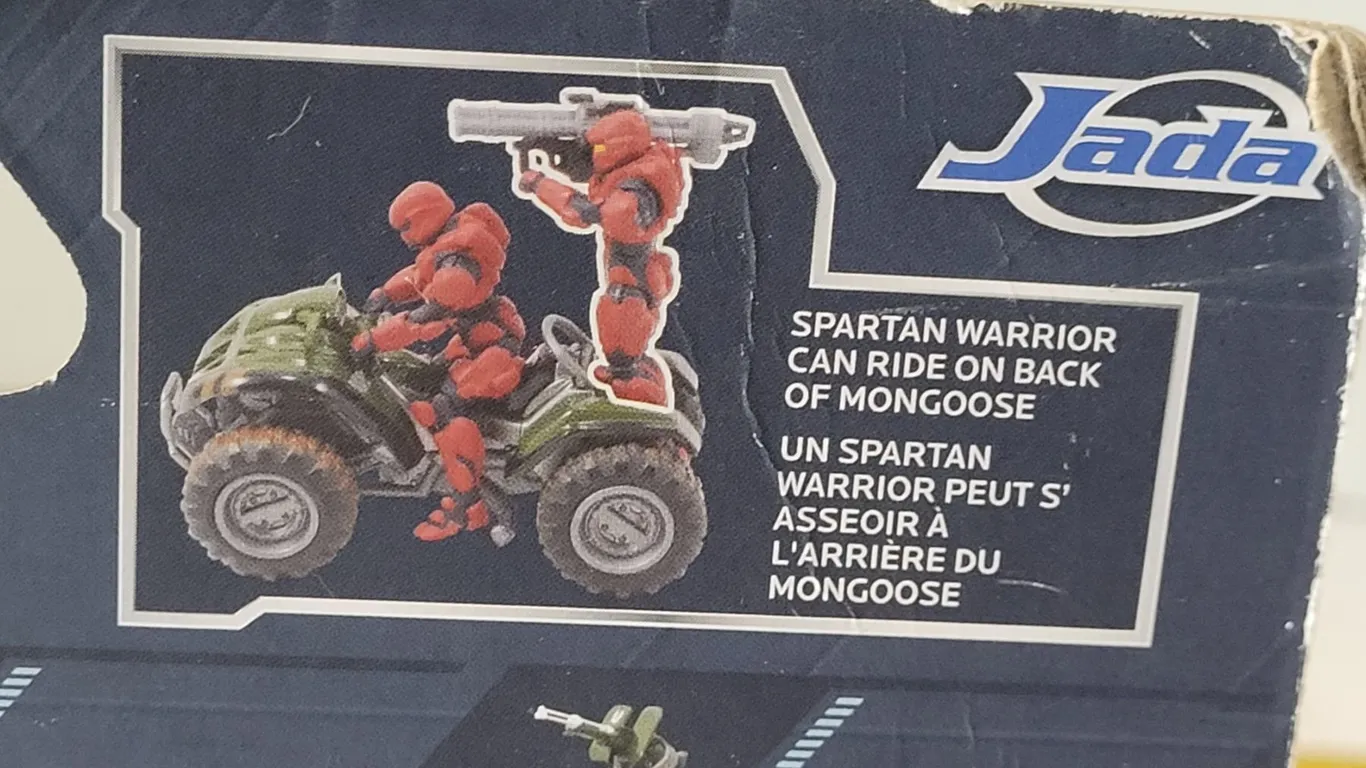 Jada
SPARTAN WARRIOR
CAN RIDE ON BACK
OF MONGOOSE
UN SPARTAN
WARRIOR PEUT S'
ASSEOIR À
L'ARRIÈRE DU
MONGOOSE